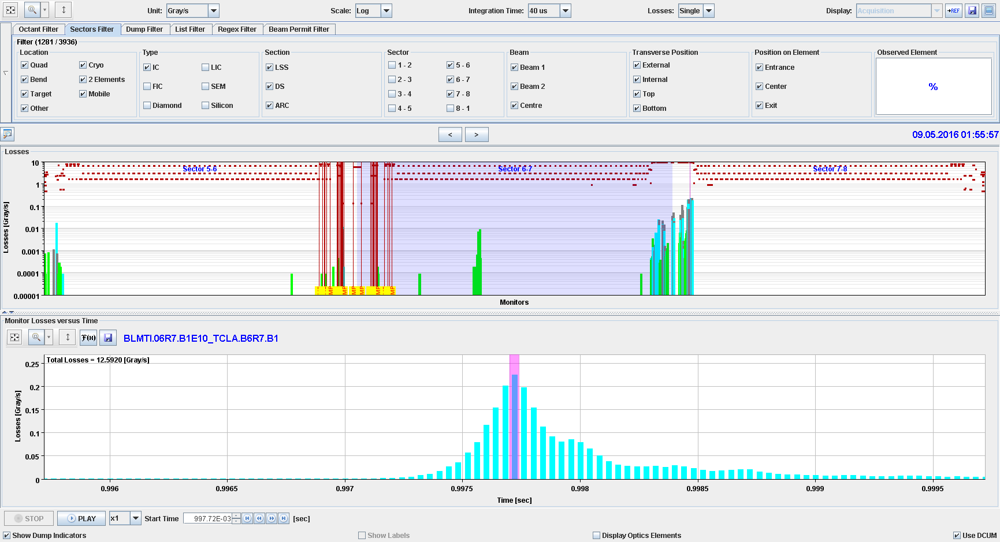 Unit: Gray/s Scale: Log Integration Time: 40 us Losses: Single Display: Acquisition →REF
Octant Filter Sectors Filter Dump Filter List Filter Regex Filter Beam Permit Filter
Filter (1281 / 3936)
Location Type Section Sector Beam Transverse Position Position on Element Observed Element
Quad Cryo IC LIC LSS 1 - 2 5 - 6 Beam 1 External Entrance
Bend 2 Elements FIC SEM DS 2 - 3 6 - 7 Beam 2 Internal Center %
Target Mobile Diamond Silicon ARC 3 - 4 7 - 8 Centre Top Exit
Other 4 - 5 8 - 1 Bottom
< > 09.05.2016 01:55:57
Losses
Losses [Gray/s]
10
1
0.1
0.01
0.001
0.0001
0.00001
Sector 5-6 Sector 6-7 Sector 7-8
MP MP MP MP MP MP
Monitors
Monitor Losses versus Time
F(x) BLMTI.06R7.B1E10_TCLA.B6R7.B1
Total Losses = 12.5920 [Gray/s]
Losses [Gray/s]
0.25
0.2
0.15
0.1
0.05
0
0.996 0.9965 0.997 0.9975 0.998 0.9985 0.999 0.9995
Time [sec]
STOP PLAY x1 Start Time 997.72E-03 [sec]
Show Dump Indicators Show Labels Display Optics Elements Use DCUM